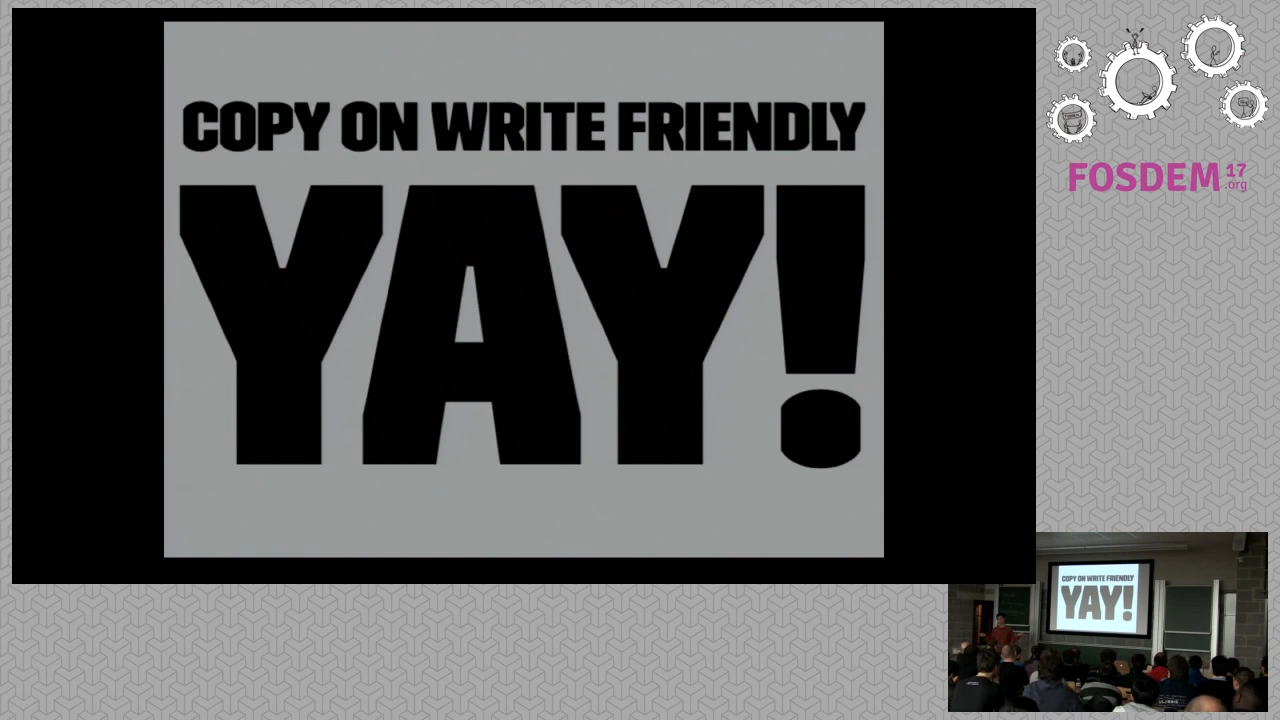 COPY ON WRITE FRIENDLY
YAY!
FOSDEM 17
.org
COPY ON WRITE FRIENDLY
YAY!